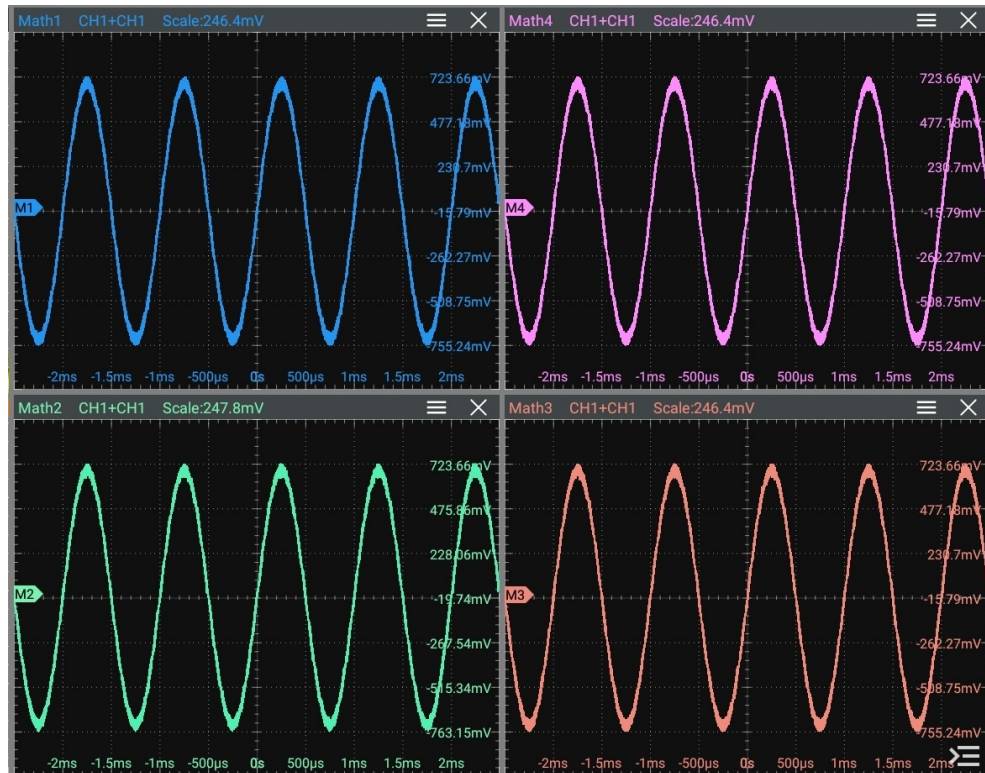 Math1 CH1+CH1 Scale:246.4mV
723.66mV
477.18mV
230.7mV
M1
-15.79mV
-262.27mV
-508.75mV
-755.24mV
-2ms -1.5ms -1ms -500μs 0s 500μs 1ms 1.5ms 2ms
Math4 CH1+CH1 Scale:246.4mV
723.66mV
477.18mV
230.7mV
M4
-15.79mV
-262.27mV
-508.75mV
-755.24mV
-2ms -1.5ms -1ms -500μs 0s 500μs 1ms 1.5ms 2ms
Math2 CH1+CH1 Scale:247.8mV
723.66mV
475.86mV
228.06mV
M2
-19.74mV
-267.54mV
-515.34mV
-763.15mV
-2ms -1.5ms -1ms -500μs 0s 500μs 1ms 1.5ms 2ms
Math3 CH1+CH1 Scale:246.4mV
723.66mV
477.18mV
230.7mV
M3
-15.79mV
-262.27mV
-508.75mV
-755.24mV
-2ms -1.5ms -1ms -500μs 0s 500μs 1ms 1.5ms